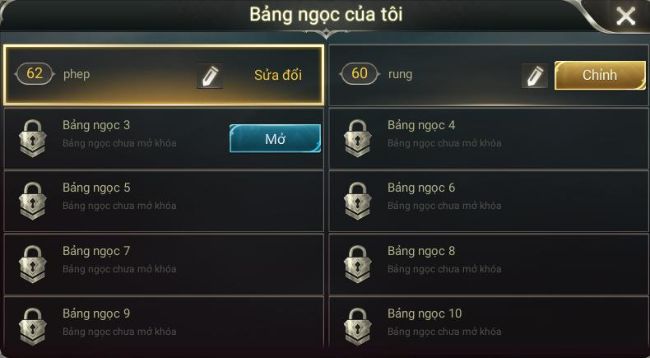 Bảng ngọc của tôi
62 phep Sửa đổi
60 rung Chỉnh
Bảng ngọc 3
Bảng ngọc chưa mở khóa
Mở
Bảng ngọc 4
Bảng ngọc chưa mở khóa
Bảng ngọc 5
Bảng ngọc chưa mở khóa
Bảng ngọc 6
Bảng ngọc chưa mở khóa
Bảng ngọc 7
Bảng ngọc chưa mở khóa
Bảng ngọc 8
Bảng ngọc chưa mở khóa
Bảng ngọc 9
Bảng ngọc chưa mở khóa
Bảng ngọc 10
Bảng ngọc chưa mở khóa